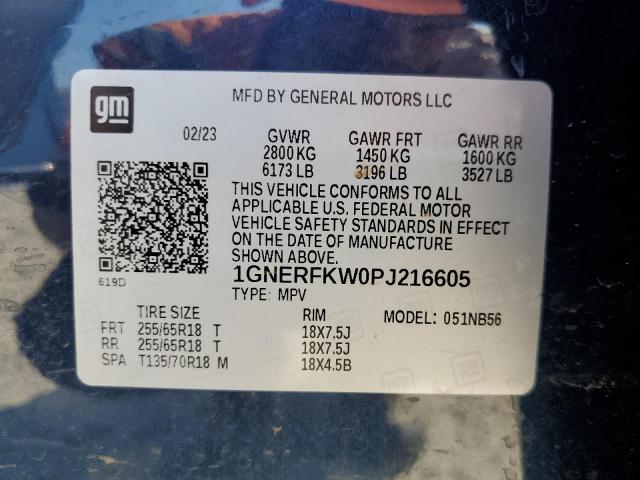 gm
MFD BY GENERAL MOTORS LLC
02/23 GVWR GAWR FRT GAWR RR
2800 KG 1450 KG 1600 KG
6173 LB 3196 LB 3527 LB
THIS VEHICLE CONFORMS TO ALL
APPLICABLE U.S. FEDERAL MOTOR
VEHICLE SAFETY STANDARDS IN EFFECT
ON THE DATE OF MANUFACTURE
SHOWN ABOVE.
619D
1GNERFKW0PJ216605
TYPE: MPV
TIRE SIZE RIM MODEL: 051NB56
FRT 255/65R18 T 18X7.5J
RR 255/65R18 T 18X7.5J
SPA T135/70R18 M 18X4.5B